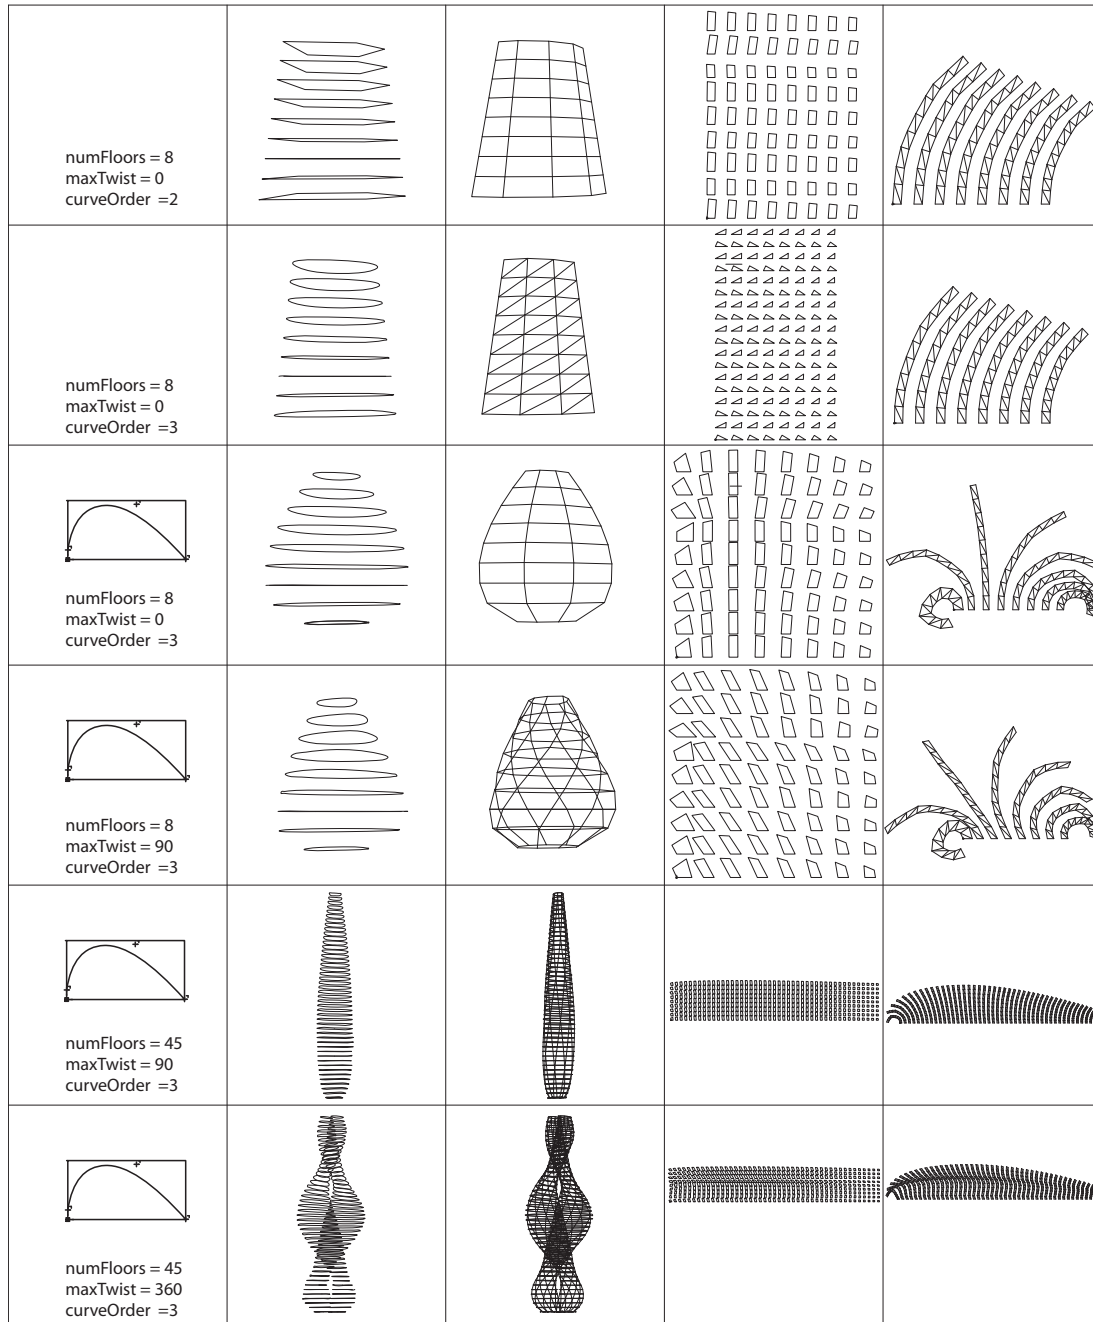 numFloors = 8
maxTwist = 0
curveOrder =2
numFloors = 8
maxTwist = 0
curveOrder =3
numFloors = 8
maxTwist = 0
curveOrder =3
numFloors = 8
maxTwist = 90
curveOrder =3
numFloors = 45
maxTwist = 90
curveOrder =3
numFloors = 45
maxTwist = 360
curveOrder =3